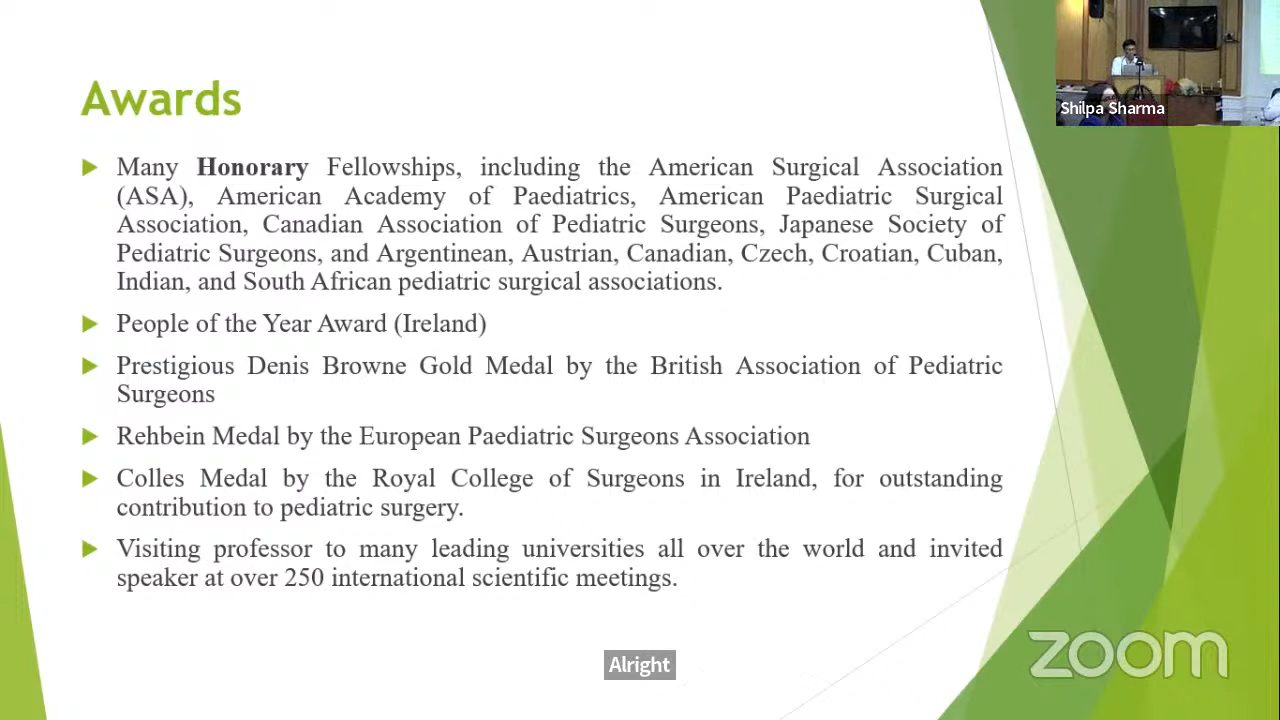 Awards
Many Honorary Fellowships, including the American Surgical Association
(ASA), American Academy of Paediatrics, American Paediatric Surgical
Association, Canadian Association of Pediatric Surgeons, Japanese Society of
Pediatric Surgeons, and Argentinean, Austrian, Canadian, Czech, Croatian, Cuban,
Indian, and South African pediatric surgical associations.
People of the Year Award (Ireland)
Prestigious Denis Browne Gold Medal by the British Association of Pediatric
Surgeons
Rehbein Medal by the European Paediatric Surgeons Association
Colles Medal by the Royal College of Surgeons in Ireland, for outstanding
contribution to pediatric surgery.
Visiting professor to many leading universities all over the world and invited
speaker at over 250 international scientific meetings.
Shilpa Sharma
Alright
zoom